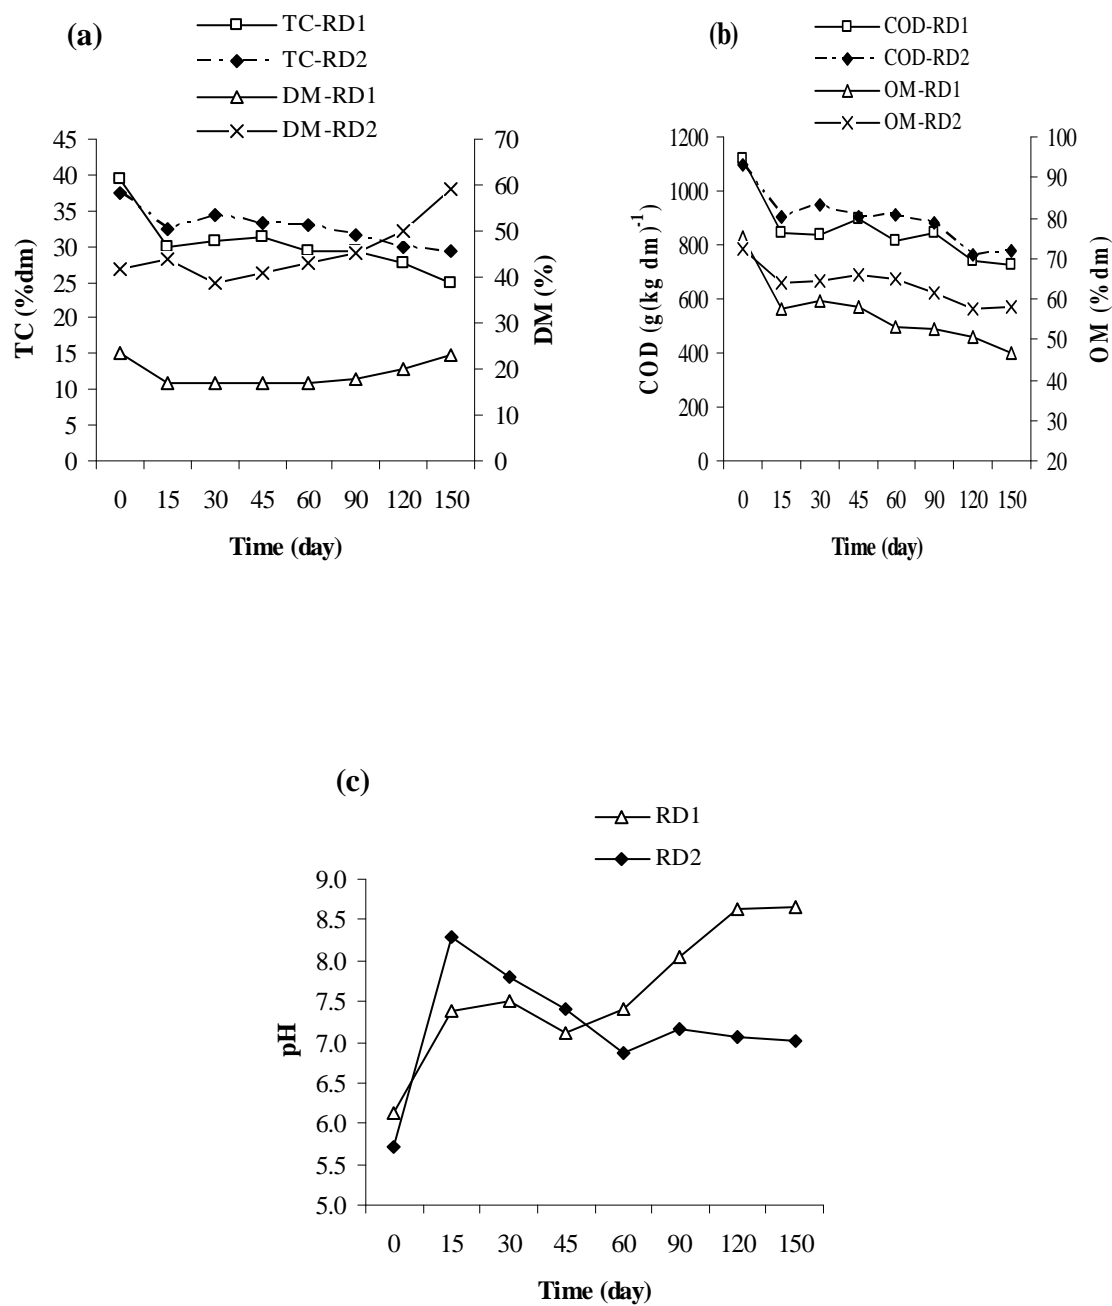 (a)
TC-RD1
TC-RD2
DM-RD1
DM-RD2
45
40
35
30
25
20
15
10
5
0
TC (%dm)
70
60
50
40
30
20
10
0
DM (%)
0 15 30 45 60 90 120 150
Time (day)
(b)
COD-RD1
COD-RD2
OM-RD1
OM-RD2
1200
1000
800
600
400
200
0
COD (g(kg dm)-1
100
90
80
70
60
50
40
30
20
OM (%dm)
0 15 30 45 60 90 120 150
Time (day)
(c)
RD1
RD2
9.0
8.5
8.0
7.5
7.0
6.5
6.0
5.5
5.0
pH
0 15 30 45 60 90 120 150
Time (day)